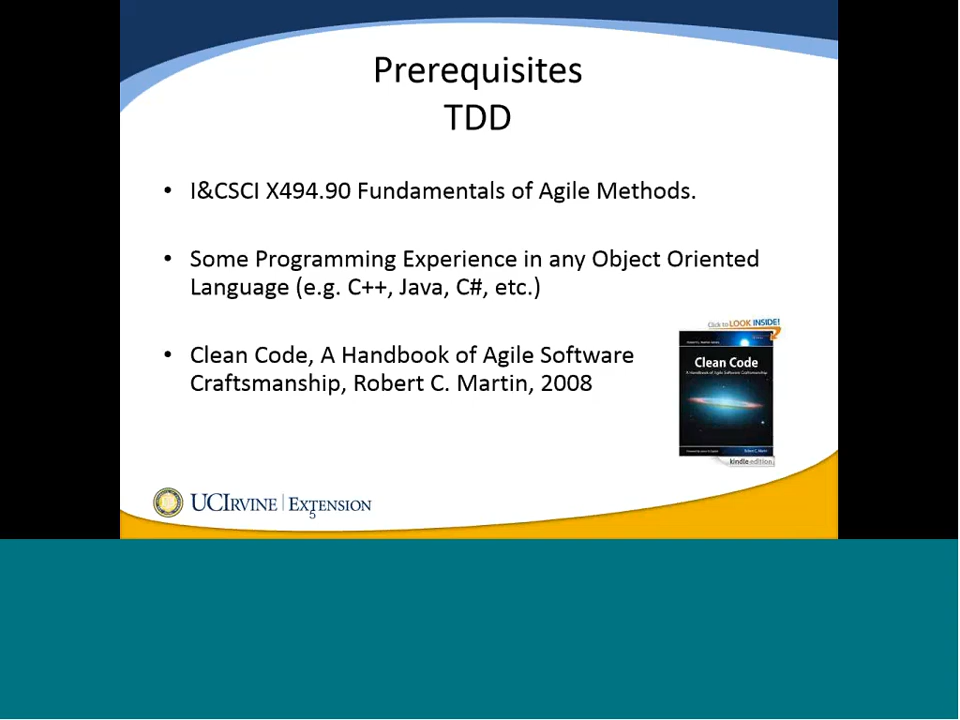 Prerequisites
TDD
• I&CSCI X494.90 Fundamentals of Agile Methods.
• Some Programming Experience in any Object Oriented
Language (e.g. C++, Java, C#, etc.)
• Clean Code, A Handbook of Agile Software
Craftsmanship, Robert C. Martin, 2008
Click to LOOK INSIDE!
Clean Code
A Handbook of Agile Software Craftsmanship
Robert C. Martin
kindle edition
UCIRVINE | EXTENSION
5